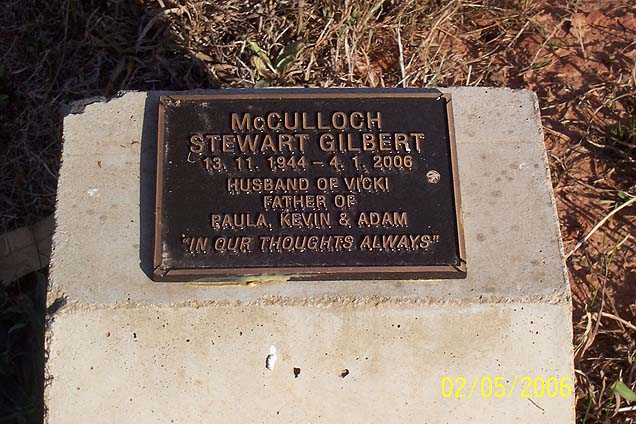 McCULLOCH
STEWART GILBERT
13. 11. 1944 – 4. 1. 2006
HUSBAND OF VICKI
FATHER OF
PAULA, KEVIN & ADAM
"IN OUR THOUGHTS ALWAYS"
02/05/2006